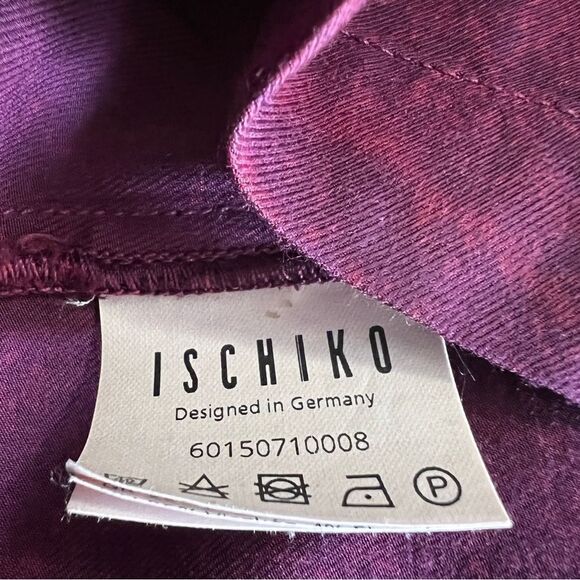 ISCHIKO
Designed in Germany
60150710008
P